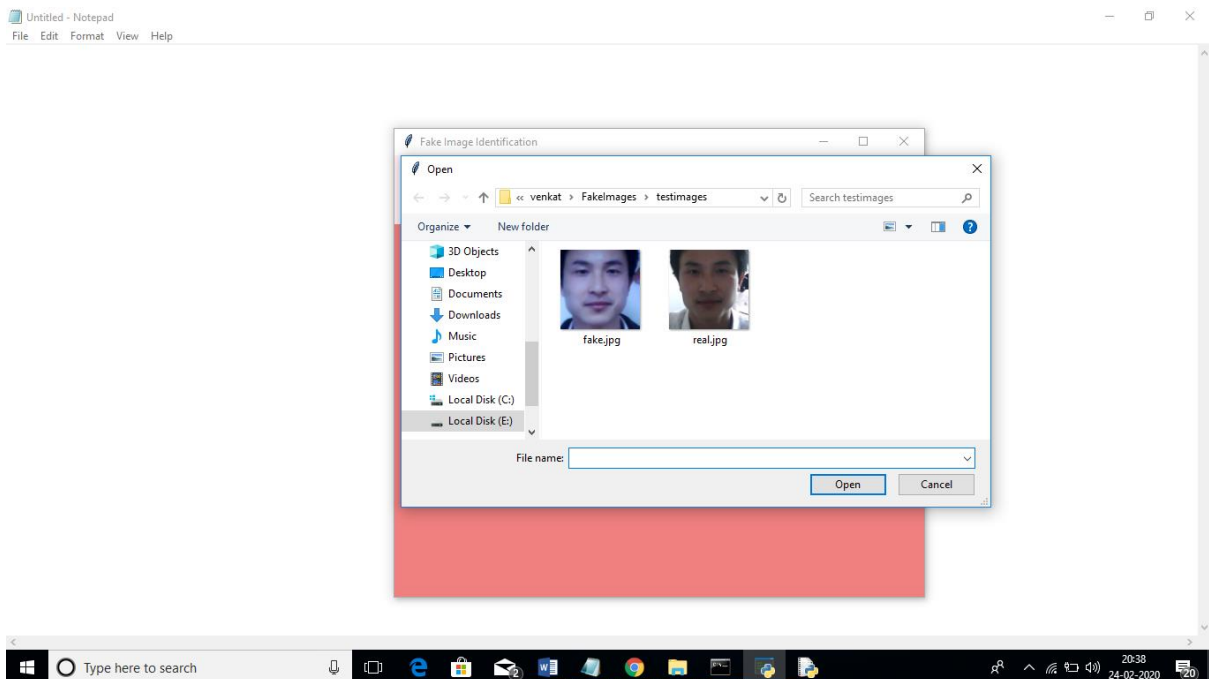 Untitled - Notepad
File Edit Format View Help
Fake Image Identification
Open
« venkat > FakeImages > testimages
Search testimages
Organize
New folder
3D Objects
Desktop
Documents
Downloads
Music
Pictures
Videos
Local Disk (C:)
Local Disk (E:)
fake.jpg
real.jpg
File name:
Open
Cancel
Type here to search
2
20:38
24-02-2020
20